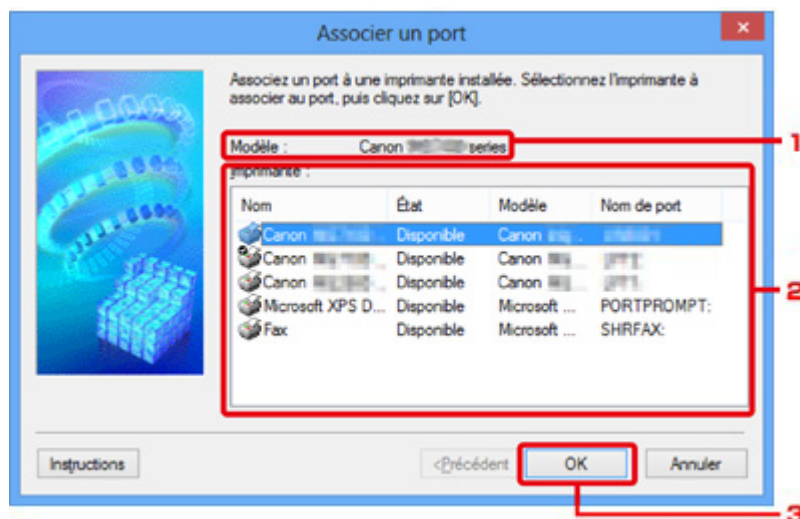 Associer un port
Associez un port à une imprimante installée. Sélectionnez l'imprimante à
associer au port, puis cliquez sur [OK].
Modèle : Canon series
1
Imprimante :
Nom État Modèle Nom de port
Canon ... Disponible Canon
Canon ... Disponible Canon
Canon ... Disponible Canon
2
Microsoft XPS D... Disponible Microsoft ... PORTPROMPT:
Fax Disponible Microsoft ... SHRFAX:
Instructions <Précédent OK Annuler
3